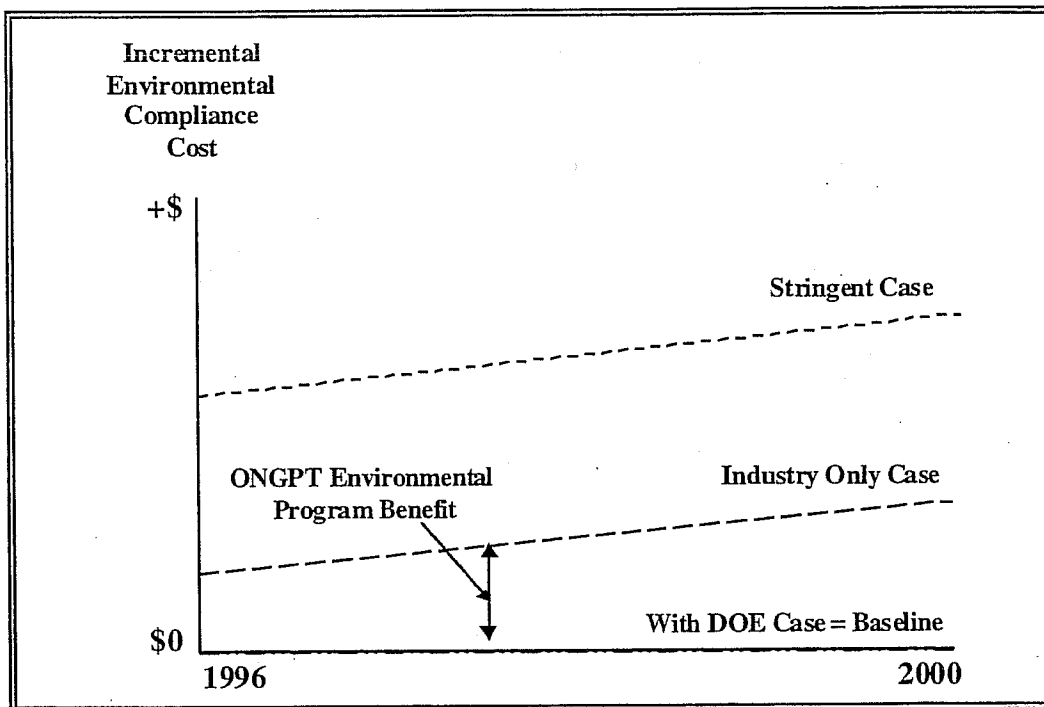 Incremental
Environmental
Compliance
Cost
+$
Stringent Case
ONGPT Environmental
Program Benefit
Industry Only Case
With DOE Case = Baseline
$0
1996
2000